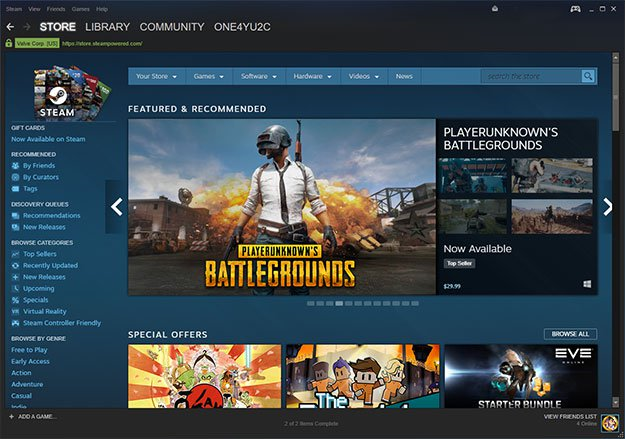 Steam View Friends Games Help
STORE LIBRARY COMMUNITY ONE4YU2C
Valve Corp. [US] https://store.steampowered.com/
STEAM
Your Store Games Software Hardware Videos News search the store
GIFT CARDS
Now Available on Steam
RECOMMENDED
By Friends
By Curators
Tags
DISCOVERY QUEUES
Recommendations
New Releases
BROWSE CATEGORIES
Top Sellers
Recently Updated
New Releases
Upcoming
Specials
Virtual Reality
Steam Controller Friendly
BROWSE BY GENRE
Free to Play
Early Access
Action
Adventure
Casual
Indie
FEATURED & RECOMMENDED
PLAYERUNKNOWN'S
BATTLEGROUNDS
PLAYERUNKNOWN'S
BATTLEGROUNDS
Now Available
Top Seller
$29.99
SPECIAL OFFERS
BROWSE ALL
The
EVE
ONLINE
STARTER BUNDLE
+ ADD A GAME...
2 of 2 Items Complete
VIEW FRIENDS LIST
4 Online